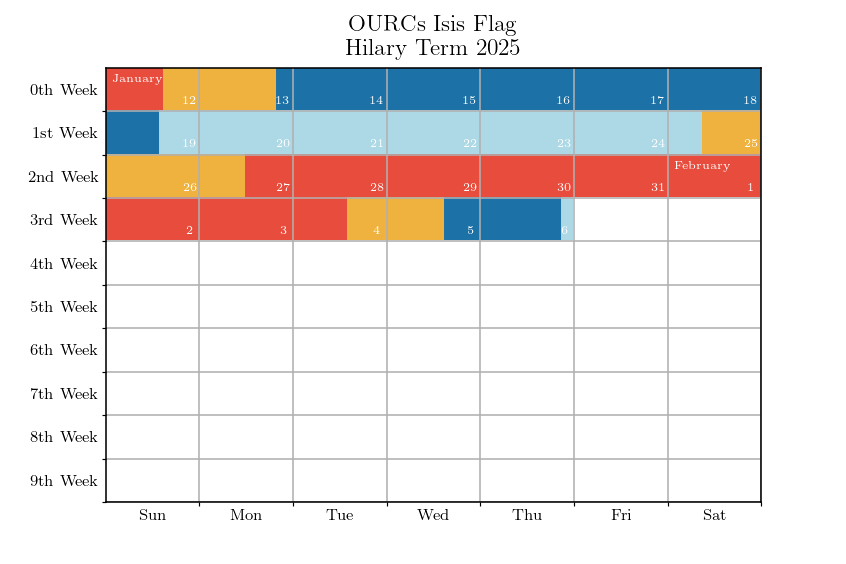 OURCs Isis Flag
Hilary Term 2025
January
0th Week 12 13 14 15 16 17 18
1st Week 19 20 21 22 23 24 25
February
2nd Week 26 27 28 29 30 31 1
3rd Week 2 3 4 5 6
4th Week
5th Week
6th Week
7th Week
8th Week
9th Week
Sun Mon Tue Wed Thu Fri Sat